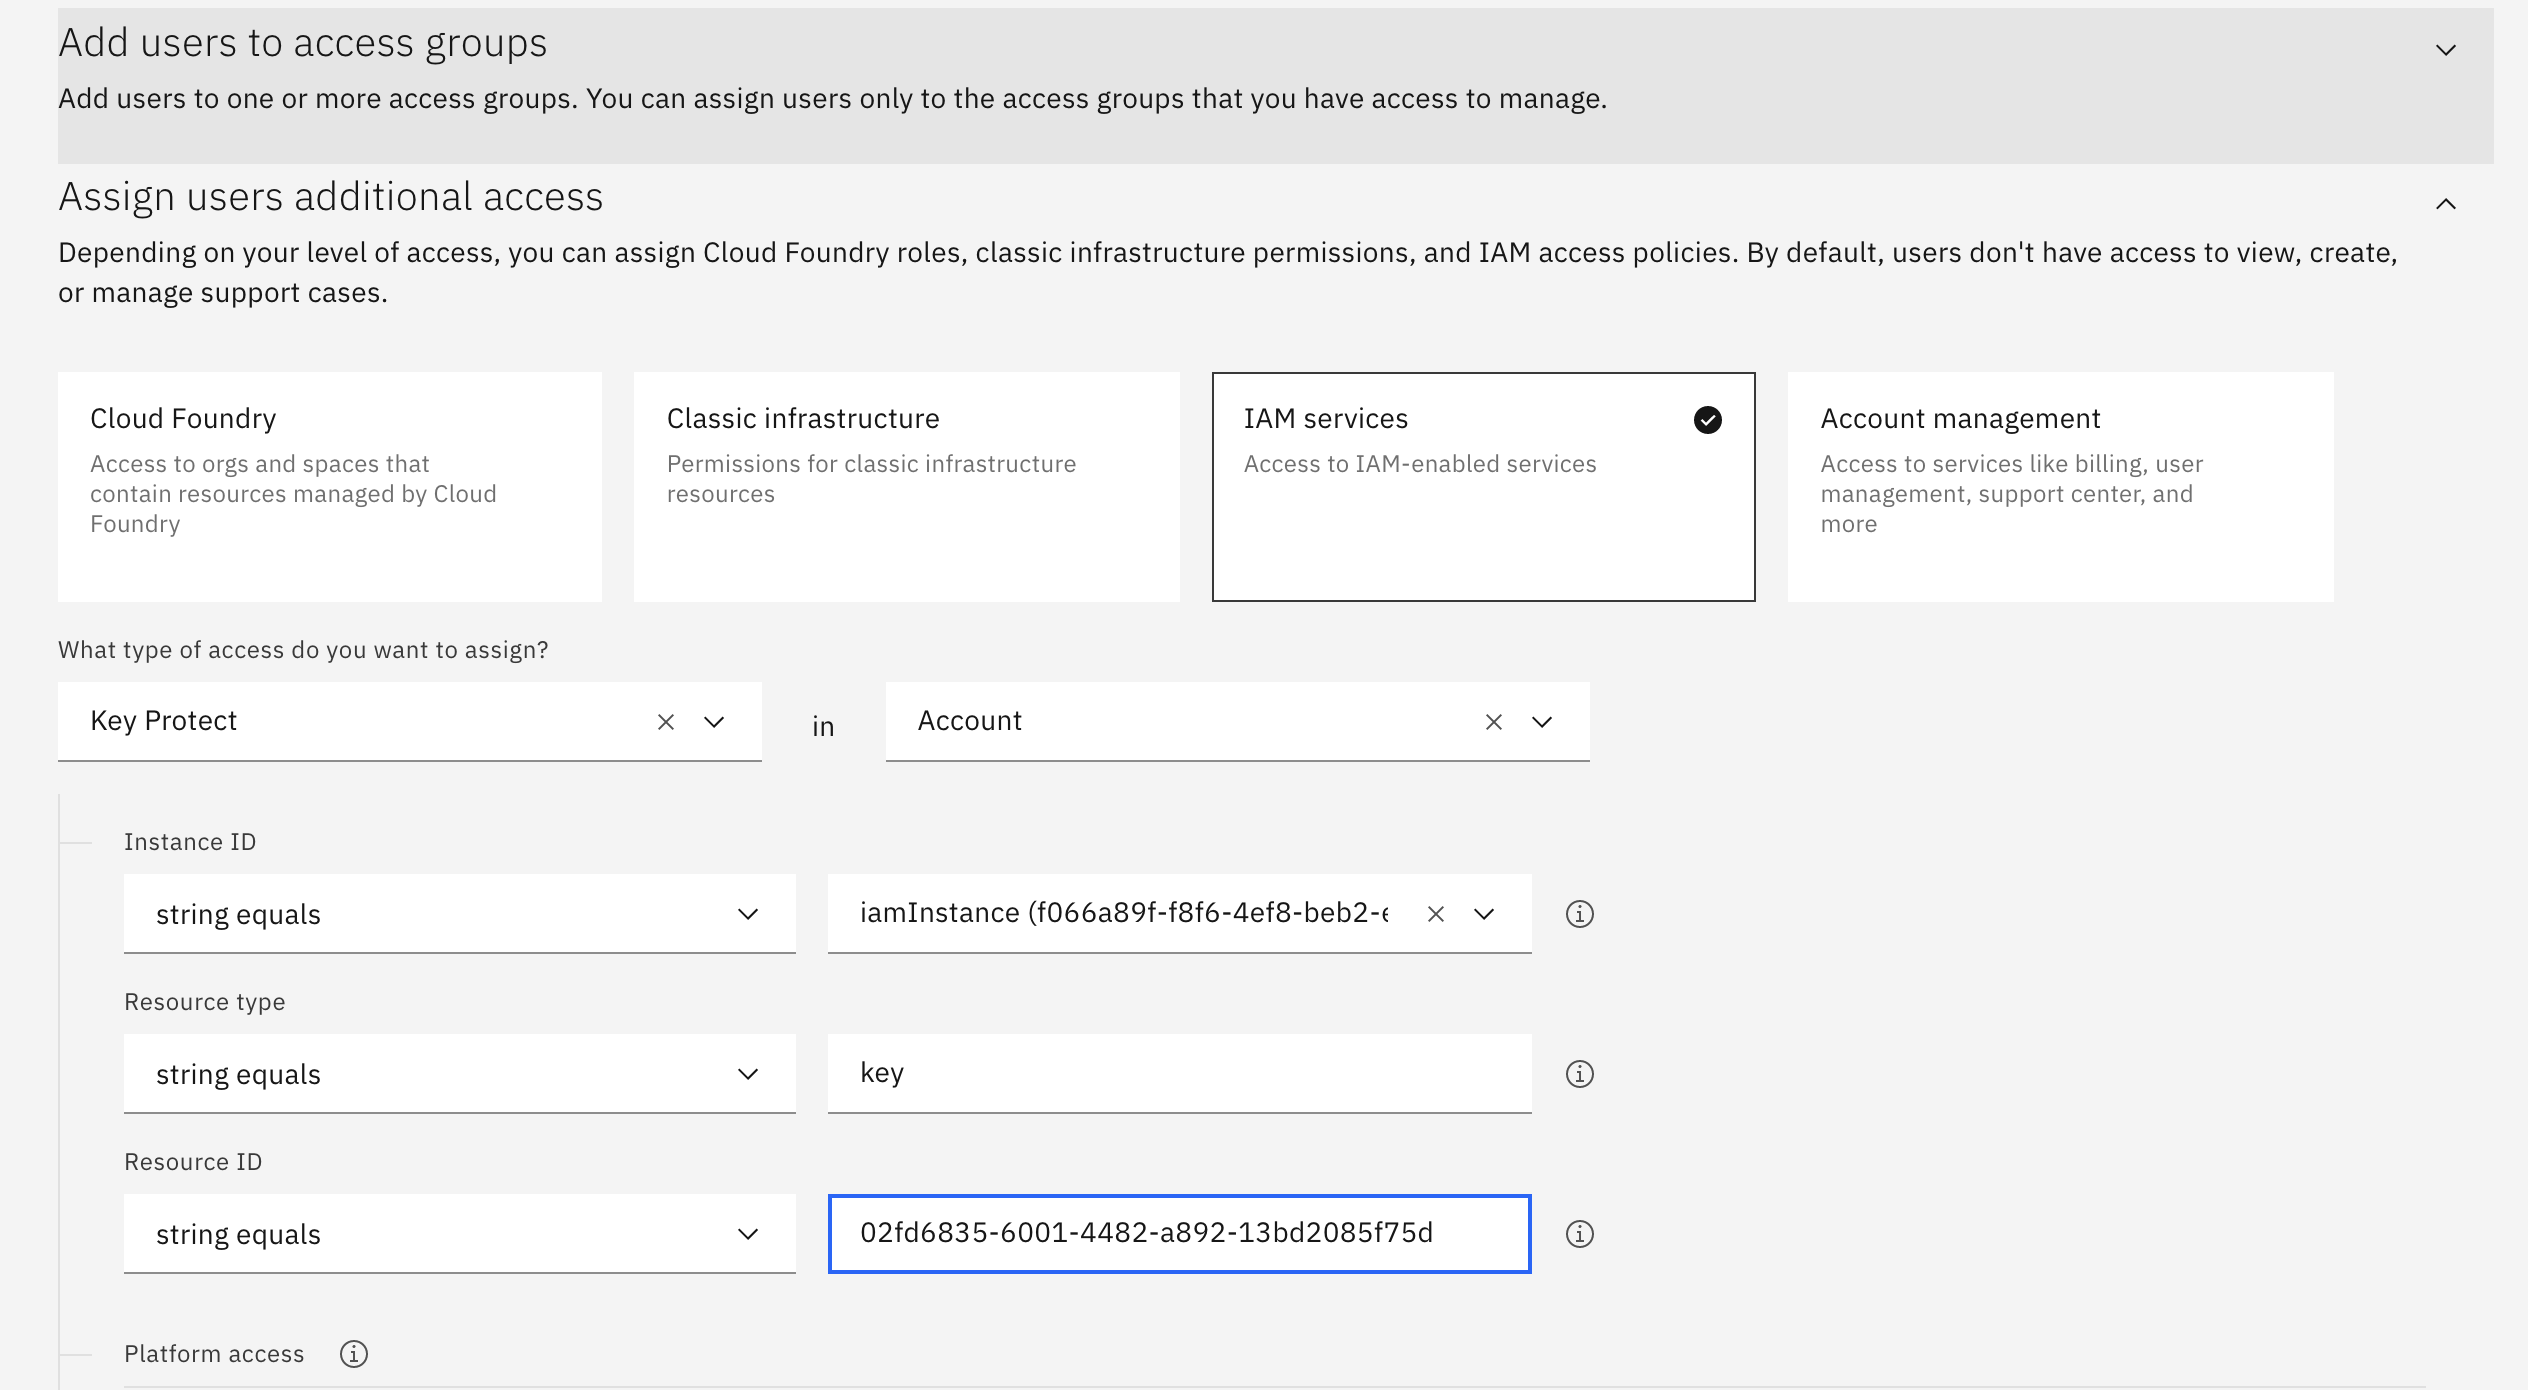 Add users to access groups
Add users to one or more access groups. You can assign users only to the access groups that you have access to manage.
Assign users additional access
Depending on your level of access, you can assign Cloud Foundry roles, classic infrastructure permissions, and IAM access policies. By default, users don't have access to view, create,
or manage support cases.
Cloud Foundry
Access to orgs and spaces that
contain resources managed by Cloud
Foundry
Classic infrastructure
Permissions for classic infrastructure
resources
IAM services
Access to IAM-enabled services
Account management
Access to services like billing, user
management, support center, and
more
What type of access do you want to assign?
Key Protect
in
Account
Instance ID
string equals
iamInstance (f066a89f-f8f6-4ef8-beb2-e
Resource type
string equals
key
Resource ID
string equals
02fd6835-6001-4482-a892-13bd2085f75d
Platform access